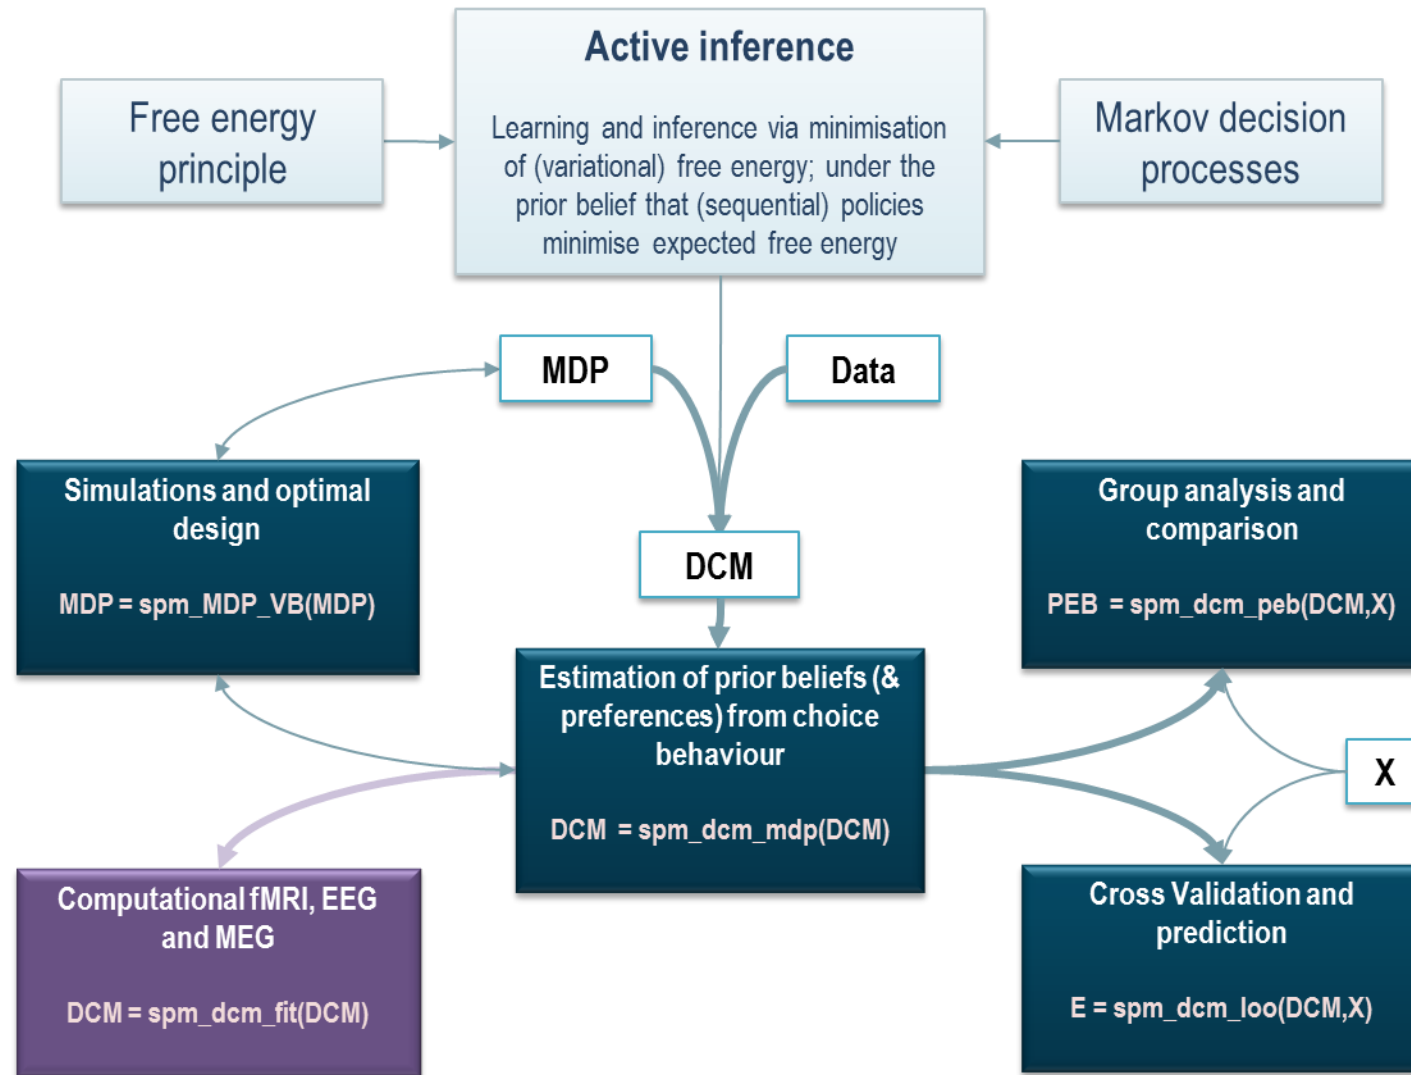 Active inference
Learning and inference via minimisation
of (variational) free energy; under the
prior belief that (sequential) policies
minimise expected free energy
Free energy
principle
Markov decision
processes
MDP
Data
Simulations and optimal
design
MDP = spm_MDP_VB(MDP)
DCM
Group analysis and
comparison
PEB = spm_dcm_peb(DCM,X)
Estimation of prior beliefs (&
preferences) from choice
behaviour
DCM = spm_dcm_mdp(DCM)
X
Computational fMRI, EEG
and MEG
DCM = spm_dcm_fit(DCM)
Cross Validation and
prediction
E = spm_dcm_loo(DCM,X)